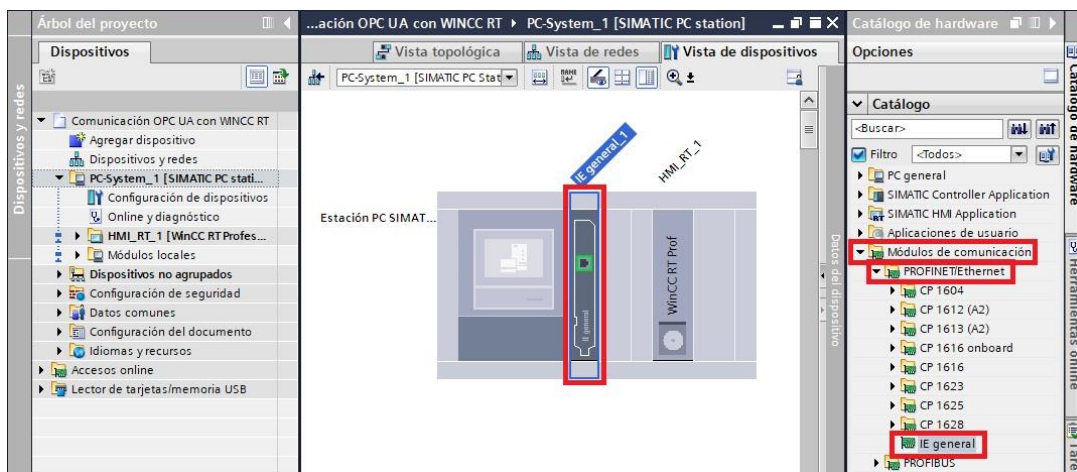 Árbol del proyecto
Dispositivos
Dispositivos y redes
Comunicación OPC UA con WINCC RT
Agregar dispositivo
Dispositivos y redes
PC-System_1 [SIMATIC PC stati...
Configuración de dispositivos
Online y diagnóstico
HMI_RT_1 [WinCC RT Profes...
Módulos locales
Dispositivos no agrupados
Configuración de seguridad
Datos comunes
Configuración del documento
Idiomas y recursos
Accesos online
Lector de tarjetas/memoria USB
...ación OPC UA con WINCC RT ▸ PC-System_1 [SIMATIC PC station]
Vista topológica
Vista de redes
Vista de dispositivos
PC-System_1 [SIMATIC PC Stat
IE general_1
HMI_RT_1
Estación PC SIMAT...
IE general
WinCC RT Prof
Datos del dispositivo
Catálogo de hardware
Opciones
Catálogo
<Buscar>
Filtro <Todos>
PC general
SIMATIC Controller Application
SIMATIC HMI Application
Aplicaciones de usuario
Módulos de comunicación
PROFINET/Ethernet
CP 1604
CP 1612 (A2)
CP 1613 (A2)
CP 1616 onboard
CP 1616
CP 1623
CP 1625
CP 1628
IE general
PROFIBUS
Catálogo de hardware
Herramientas online